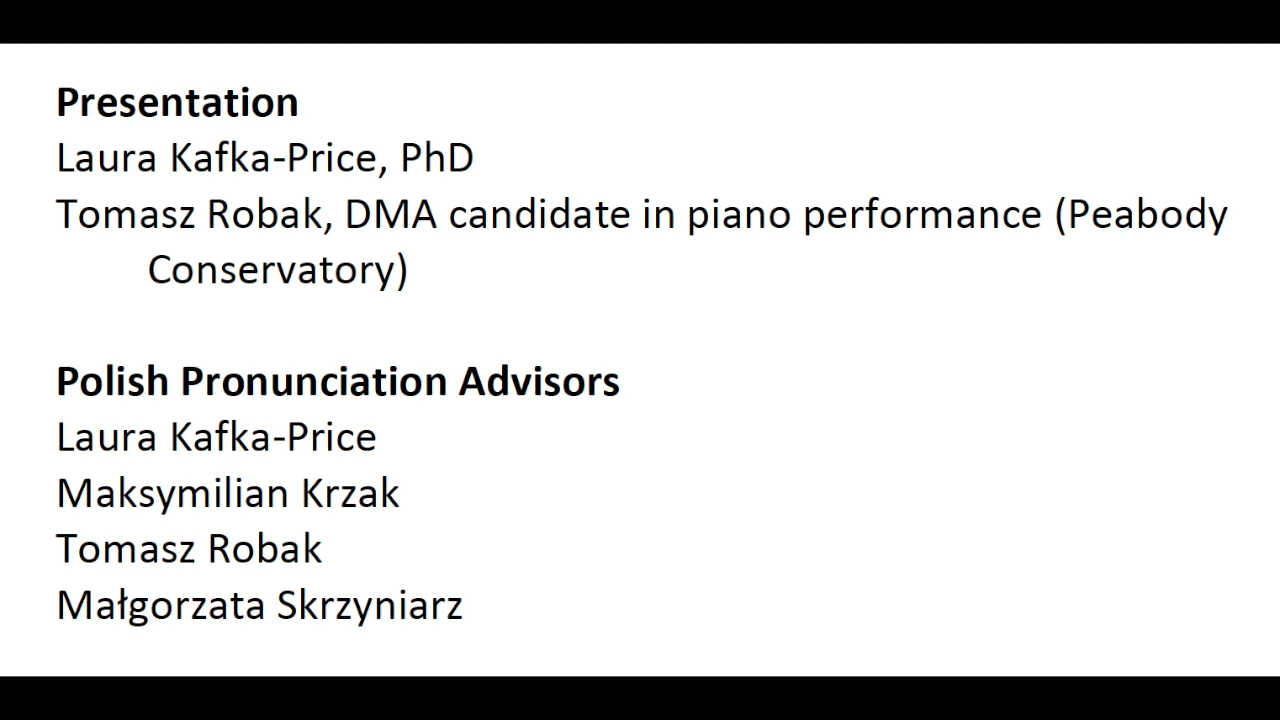 Presentation
Laura Kafka-Price, PhD
Tomasz Robak, DMA candidate in piano performance (Peabody
Conservatory)
Polish Pronunciation Advisors
Laura Kafka-Price
Maksymilian Krzak
Tomasz Robak
Małgorzata Skrzyniarz